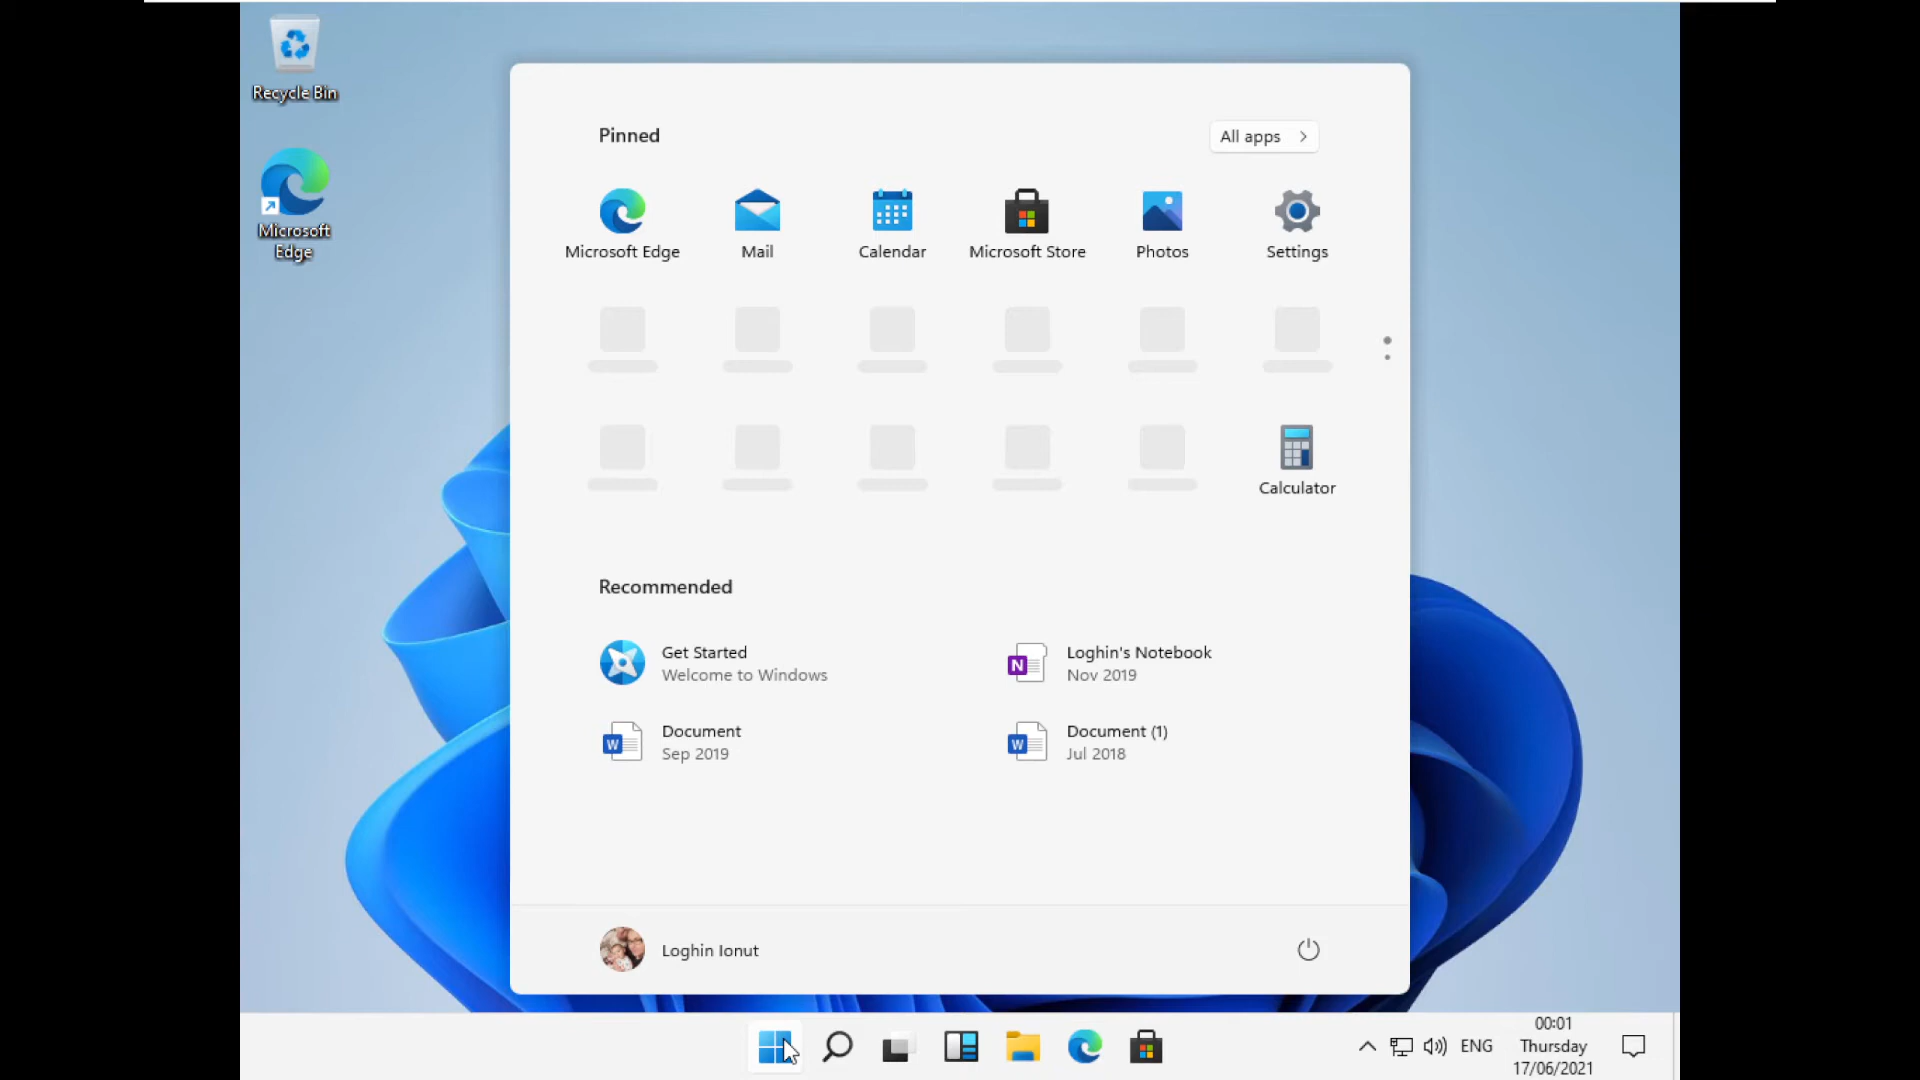 Recycle Bin
Microsoft
Edge
Pinned
All apps
Microsoft Edge
Mail
Calendar
Microsoft Store
Photos
Settings
Calculator
Recommended
Get Started
Welcome to Windows
Loghin's Notebook
Nov 2019
Document
Sep 2019
Document (1)
Jul 2018
Loghin Ionut
ENG
00:01
Thursday
17/06/2021